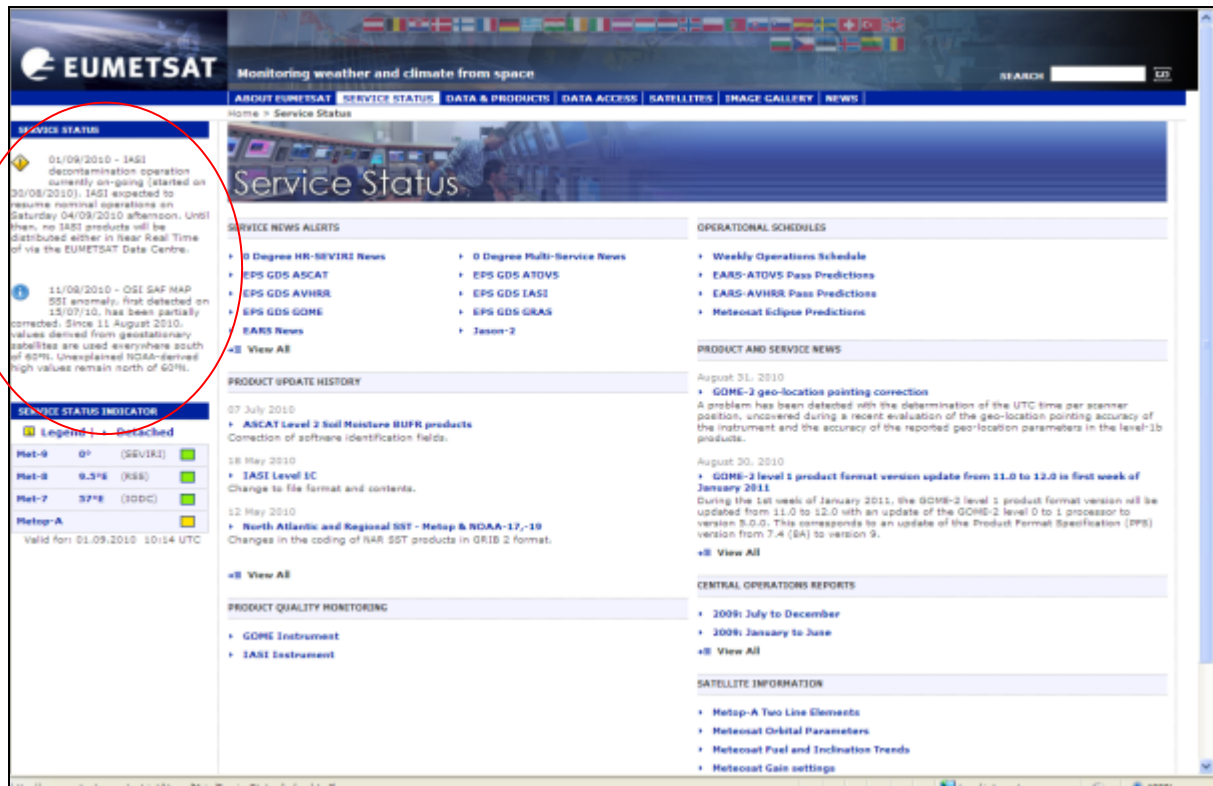 EUMETSAT
Monitoring weather and climate from space
SEARCH
GO
ABOUT EUMETSAT SERVICE STATUS DATA & PRODUCTS DATA ACCESS SATELLITES IMAGE GALLERY NEWS
Home > Service Status
SERVICE STATUS
01/09/2010 - IASI
decontamination operation
currently on-going (started on
30/08/2010). IASI expected to
resume nominal operations on
Saturday 04/09/2010 afternoon. Until
then, no IASI products will be
distributed either in Near Real Time
of via the EUMETSAT Data Centre.
11/08/2010 - OSI SAF MAP
SSI anomaly, first detected on
15/07/10, has been partially
corrected. Since 11 August 2010,
values derived from geostationary
satellites are used everywhere south
of 60°N. Unexplained NOAA-derived
high values remain north of 60°N.
SERVICE STATUS INDICATOR
Legend | Detached
Met-9 0° (SEVIRI)
Met-8 9.5°E (RSS)
Met-7 57°E (IODC)
Metop-A
Valid for: 01.09.2010 10:14 UTC
Service Status
SERVICE NEWS ALERTS
0 Degree HR-SEVIRI News
0 Degree Multi-Service News
EPS GDS ASCAT
EPS GDS ATOVS
EPS GDS AVHRR
EPS GDS IASI
EPS GDS GOME
EPS GDS GRAS
EARS News
Jason-2
View All
PRODUCT UPDATE HISTORY
07 July 2010
ASCAT Level 2 Soil Moisture BUFR products
Correction of software identification fields.
18 May 2010
IASI Level 1C
Change to file format and contents.
12 May 2010
North Atlantic and Regional SST - Metop & NOAA-17,-19
Changes in the coding of NAR SST products in GRIB 2 format.
View All
PRODUCT QUALITY MONITORING
GOME Instrument
IASI Instrument
OPERATIONAL SCHEDULES
Weekly Operations Schedule
EARS-ATOVS Pass Predictions
EARS-AVHRR Pass Predictions
Meteosat Eclipse Predictions
PRODUCT AND SERVICE NEWS
August 31, 2010
GOME-2 geo-location pointing correction
A problem has been detected with the determination of the UTC time per scanner
position, uncovered during a recent evaluation of the geo-location pointing accuracy of
the instrument and the accuracy of the reported geo-location parameters in the level-1b
products.
August 30, 2010
GOME-2 level 1 product format version update from 11.0 to 12.0 in first week of
January 2011
During the 1st week of January 2011, the GOME-2 level 1 product format version will be
updated from 11.0 to 12.0 with an update of the GOME-2 level 0 to 1 processor to
version 5.0.0. This corresponds to an update of the Product Format Specification (PFS)
version from 7.4 (8A) to version 9.
View All
CENTRAL OPERATIONS REPORTS
2009: July to December
2009: January to June
View All
SATELLITE INFORMATION
Metop-A Two Line Elements
Meteosat Orbital Parameters
Meteosat Fuel and Inclination Trends
Meteosat Gain settings